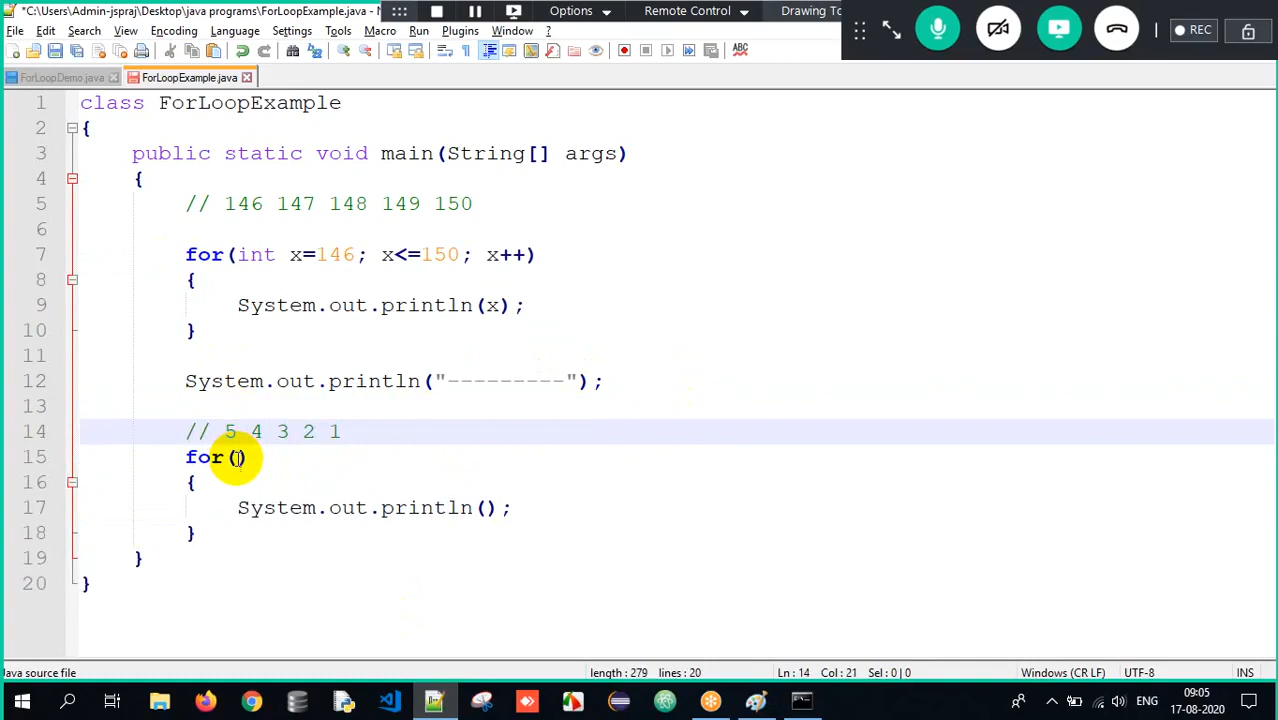 *C:\Users\Admin-jspraj\Desktop\java programs\ForLoopExample.java - N
Options
Remote Control
Drawing To
REC
File Edit Search View Encoding Language Settings Tools Macro Run Plugins Window ?
ForLoopDemo.java ForLoopExample.java
1 class ForLoopExample
2 {
3 public static void main(String[] args)
4 {
5 // 146 147 148 149 150
6
7 for(int x=146; x<=150; x++)
8 {
9 System.out.println(x);
10 }
11
12 System.out.println("---------");
13
14 // 5 4 3 2 1
15 for()
16 {
17 System.out.println();
18 }
19 }
20 }
Java source file length : 279 lines : 20 Ln : 14 Col : 21 Sel : 0 | 0 Windows (CR LF) UTF-8 INS
ENG 09:05
17-08-2020